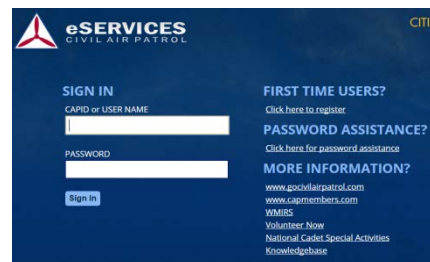 eSERVICES
CIVIL AIR PATROL
CITI
SIGN IN
CAPID or USER NAME
PASSWORD
Sign In
FIRST TIME USERS?
Click here to register
PASSWORD ASSISTANCE?
Click here for password assistance
MORE INFORMATION?
www.gocivilairpatrol.com
www.capmembers.com
WMIRS
Volunteer Now
National Cadet Special Activities
Knowledgebase